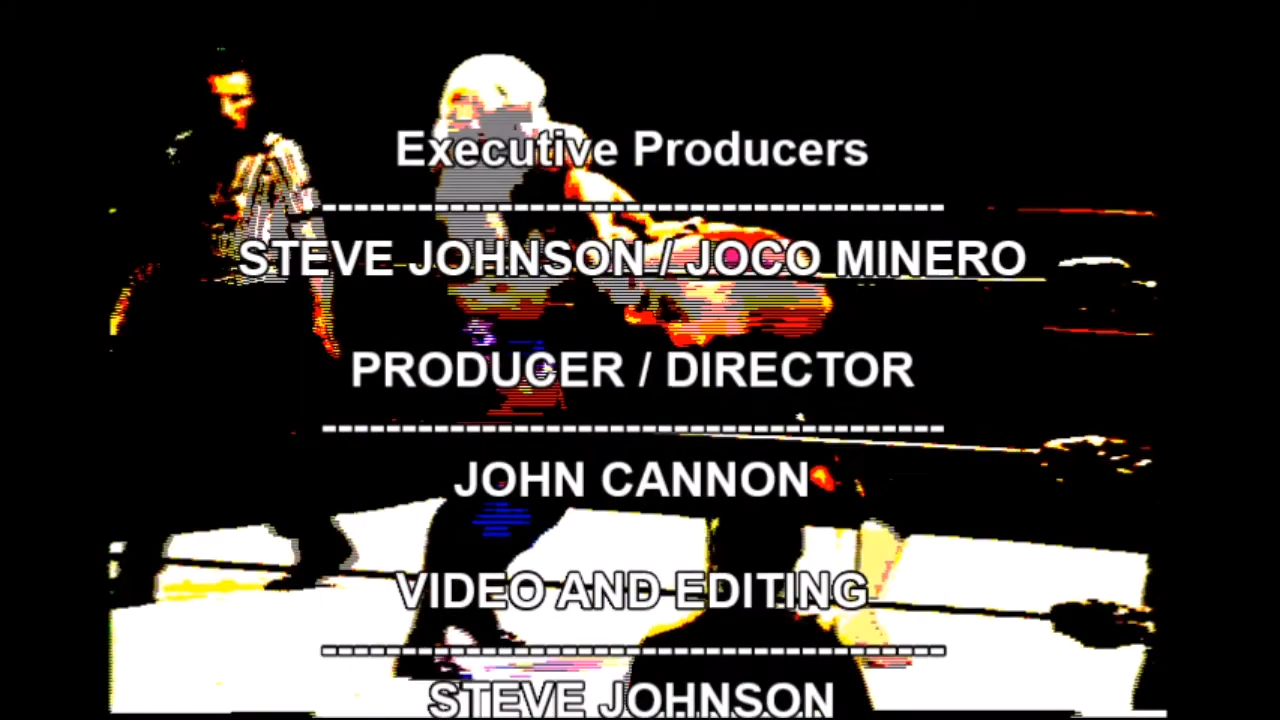 Executive Producers
---------------------------------------
STEVE JOHNSON / JOCO MINERO
PRODUCER / DIRECTOR
---------------------------------------
JOHN CANNON
VIDEO AND EDITING
---------------------------------------
STEVE JOHNSON